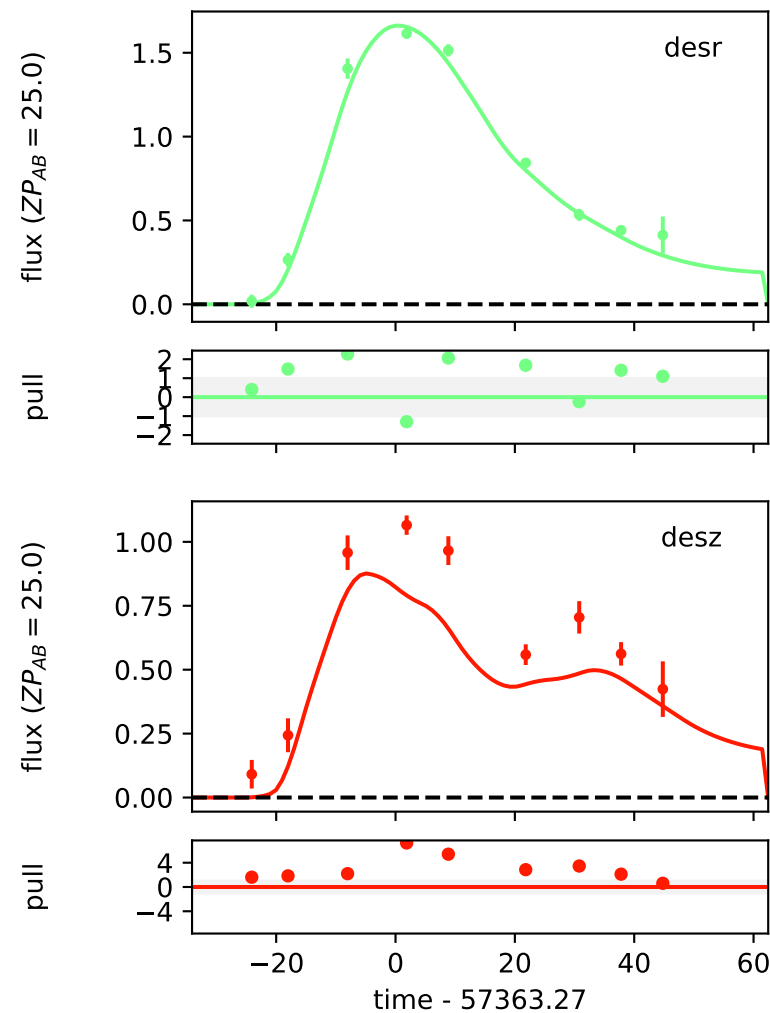 desr
1.5
1.0
0.5
0.0
flux (ZP_AB = 25.0)
2
1
0
−1
−2
pull
desz
1.00
0.75
0.50
0.25
0.00
flux (ZP_AB = 25.0)
4
0
−4
pull
−20 0 20 40 60
time - 57363.27